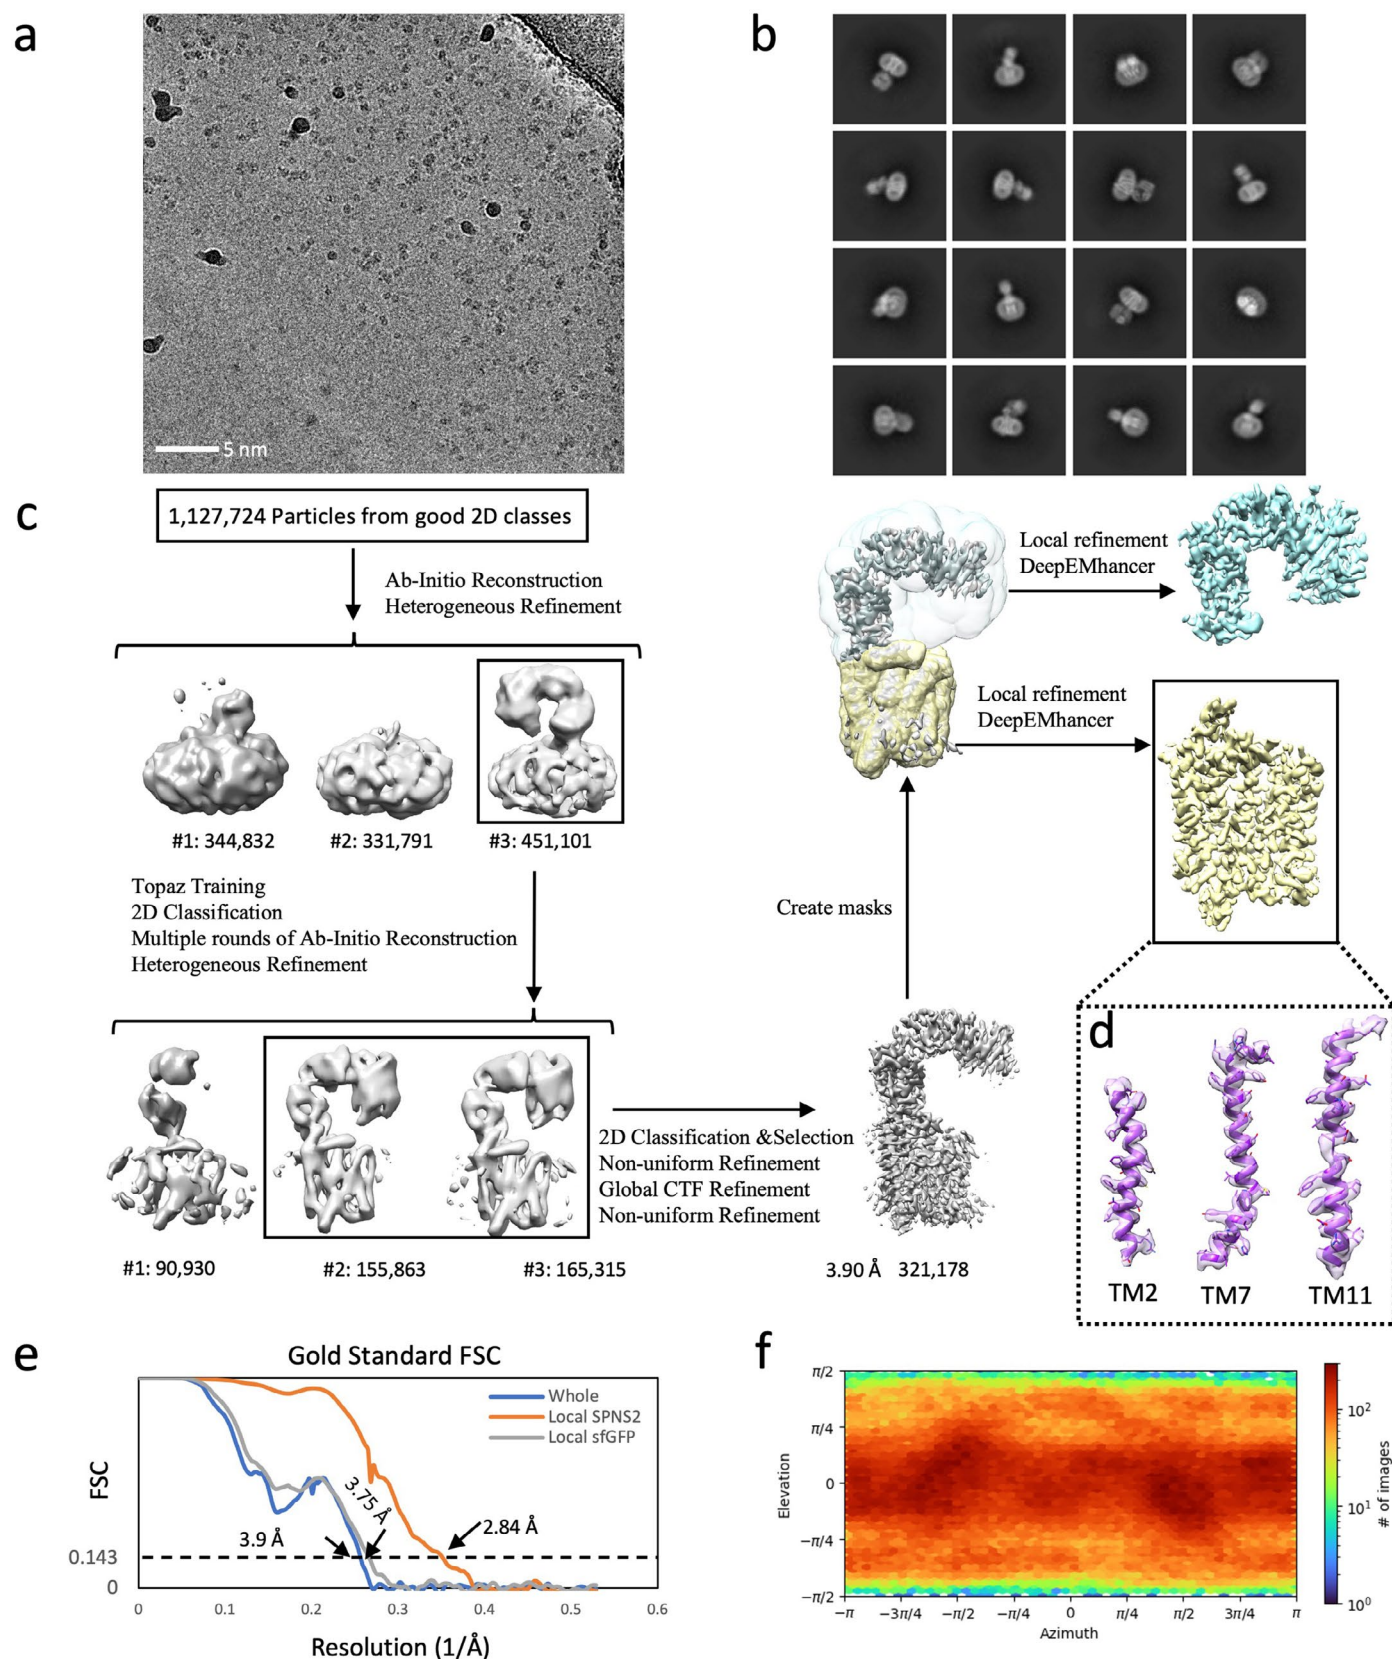 a
b
5 nm
c
1,127,724 Particles from good 2D classes
Ab-Initio Reconstruction
Heterogeneous Refinement
#1: 344,832
#2: 331,791
#3: 451,101
Topaz Training
2D Classification
Multiple rounds of Ab-Initio Reconstruction
Heterogeneous Refinement
#1: 90,930
#2: 155,863
#3: 165,315
2D Classification &Selection
Non-uniform Refinement
Global CTF Refinement
Non-uniform Refinement
3.90 Å 321,178
Create masks
Local refinement
DeepEMhancer
Local refinement
DeepEMhancer
d
TM2
TM7
TM11
e
Gold Standard FSC
Whole
Local SPNS2
Local sfGFP
FSC
3.9 Å
3.75 Å
2.84 Å
0.143
0
0
0.1
0.2
0.3
0.4
0.5
0.6
Resolution (1/Å)
f
π/2
π/4
0
−π/4
−π/2
Elevation
−π
−3π/4
−π/2
−π/4
0
π/4
π/2
3π/4
π
Azimuth
10²
10¹
10⁰
# of images